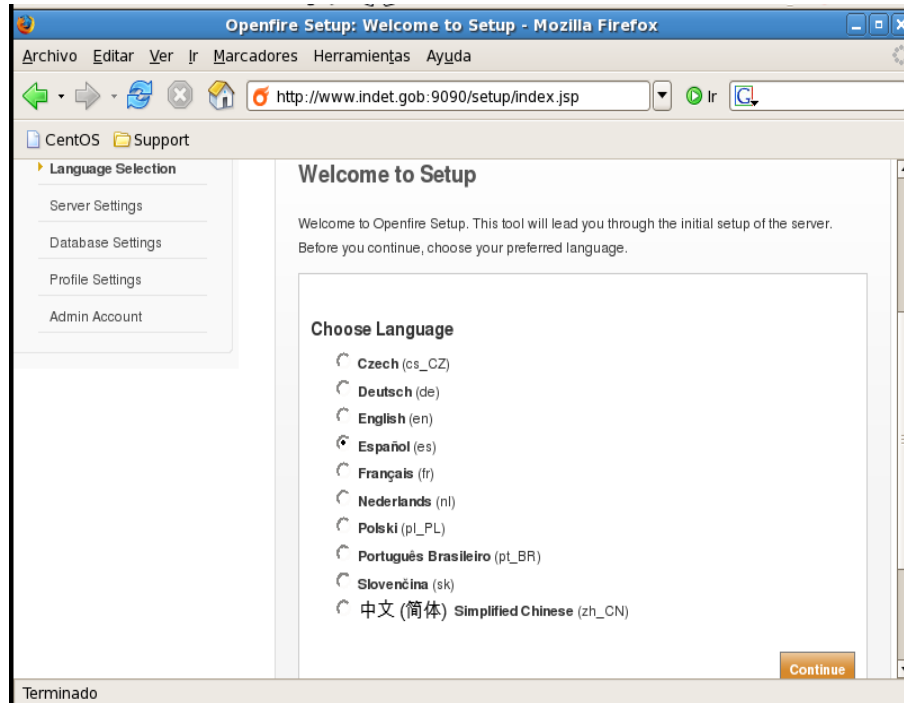 Openfire Setup: Welcome to Setup - Mozilla Firefox
Archivo Editar Ver Ir Marcadores Herramientas Ayuda
http://www.indet.gob:9090/setup/index.jsp Ir G
CentOS Support
Language Selection
Server Settings
Database Settings
Profile Settings
Admin Account
Welcome to Setup
Welcome to Openfire Setup. This tool will lead you through the initial setup of the server.
Before you continue, choose your preferred language.
Choose Language
Czech (cs_CZ)
Deutsch (de)
English (en)
Español (es)
Français (fr)
Nederlands (nl)
Polski (pl_PL)
Português Brasileiro (pt_BR)
Slovenčina (sk)
中文 (简体) Simplified Chinese (zh_CN)
Continue
Terminado